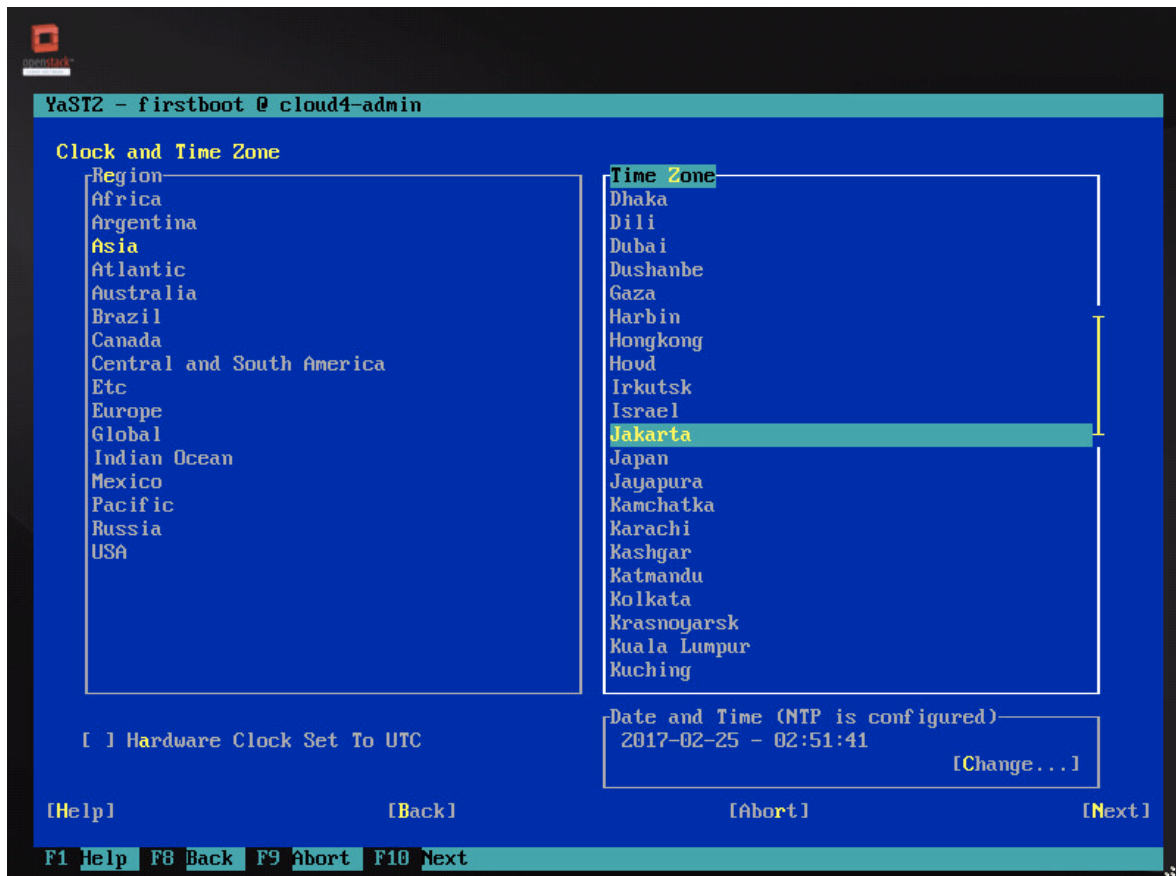 openstack™
YaST2 - firstboot @ cloud4-admin
Clock and Time Zone
Region
Africa
Argentina
Asia
Atlantic
Australia
Brazil
Canada
Central and South America
Etc
Europe
Global
Indian Ocean
Mexico
Pacific
Russia
USA
Time Zone
Dhaka
Dili
Dubai
Dushanbe
Gaza
Harbin
Hongkong
Hovd
Irkutsk
Israel
Jakarta
Japan
Jayapura
Kamchatka
Karachi
Kashgar
Katmandu
Kolkata
Krasnoyarsk
Kuala Lumpur
Kuching
[ ] Hardware Clock Set To UTC
Date and Time (NTP is configured)
2017-02-25 - 02:51:41
[Change...]
[Help] [Back] [Abort] [Next]
F1 Help F8 Back F9 Abort F10 Next